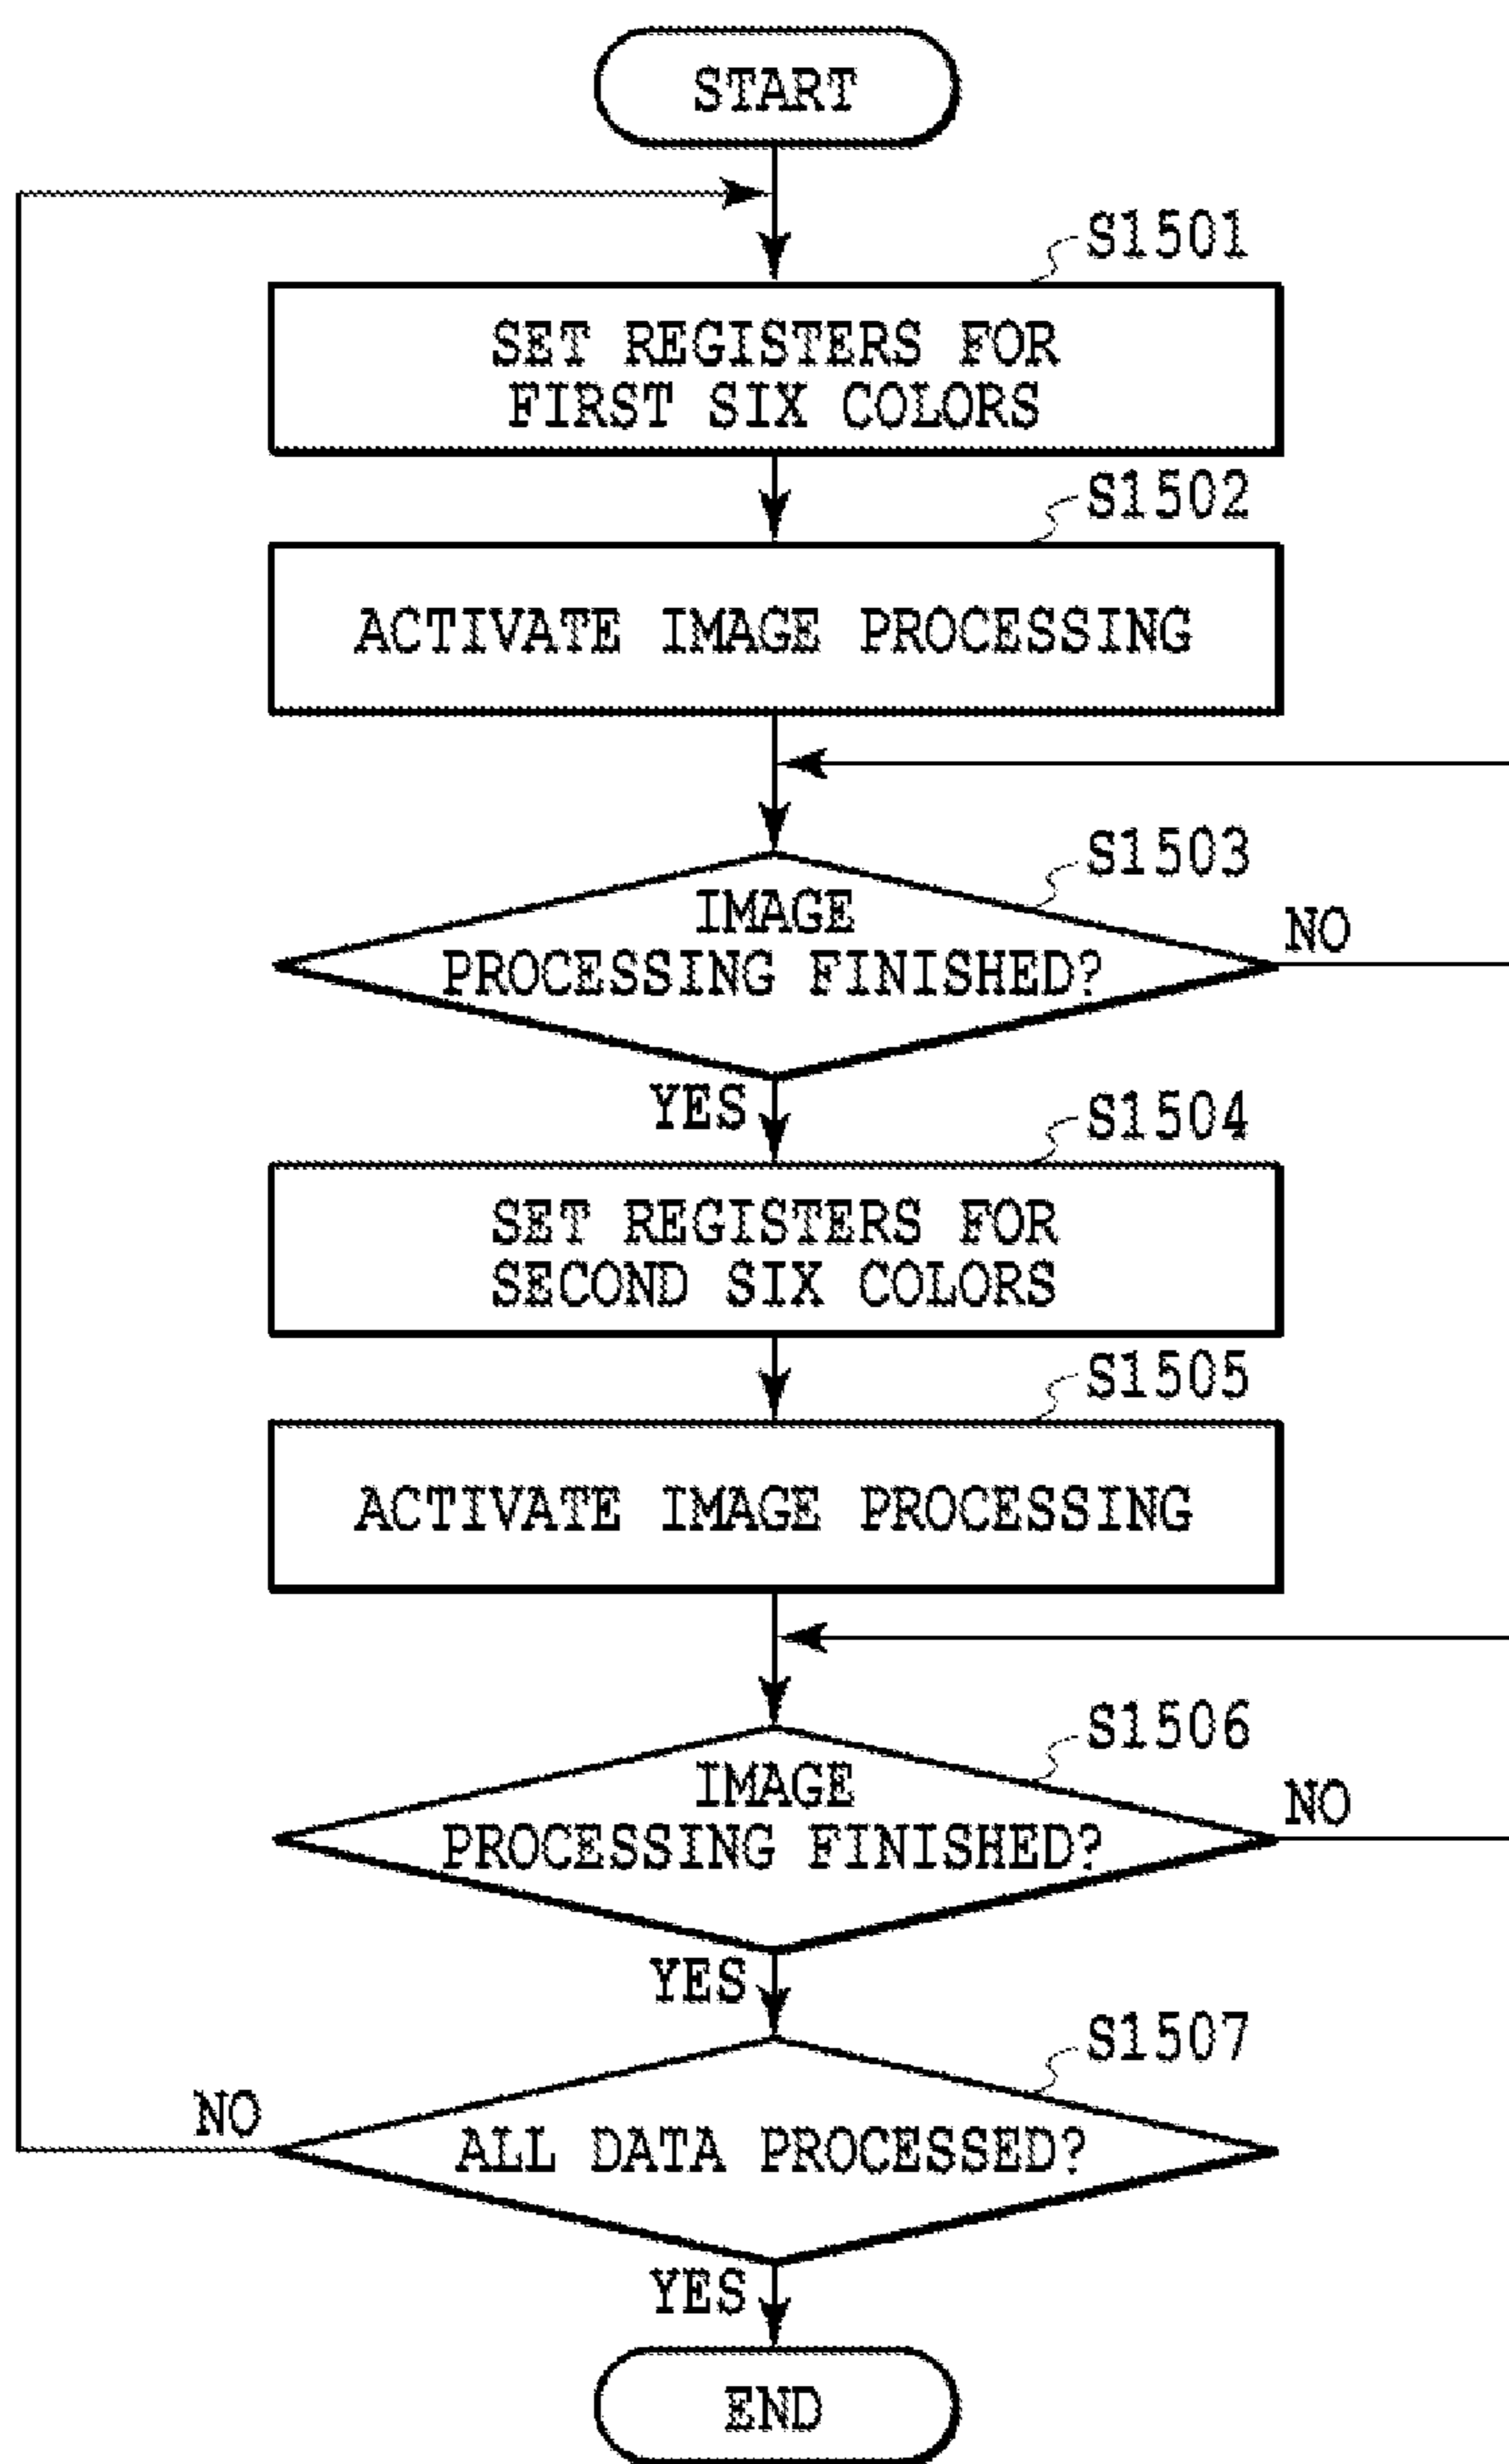 START
S1501
SET REGISTERS FOR
FIRST SIX COLORS
S1502
ACTIVATE IMAGE PROCESSING
S1503
IMAGE
PROCESSING FINISHED?
NO
YES
S1504
SET REGISTERS FOR
SECOND SIX COLORS
S1505
ACTIVATE IMAGE PROCESSING
S1506
IMAGE
PROCESSING FINISHED?
NO
YES
S1507
NO
ALL DATA PROCESSED?
YES
END